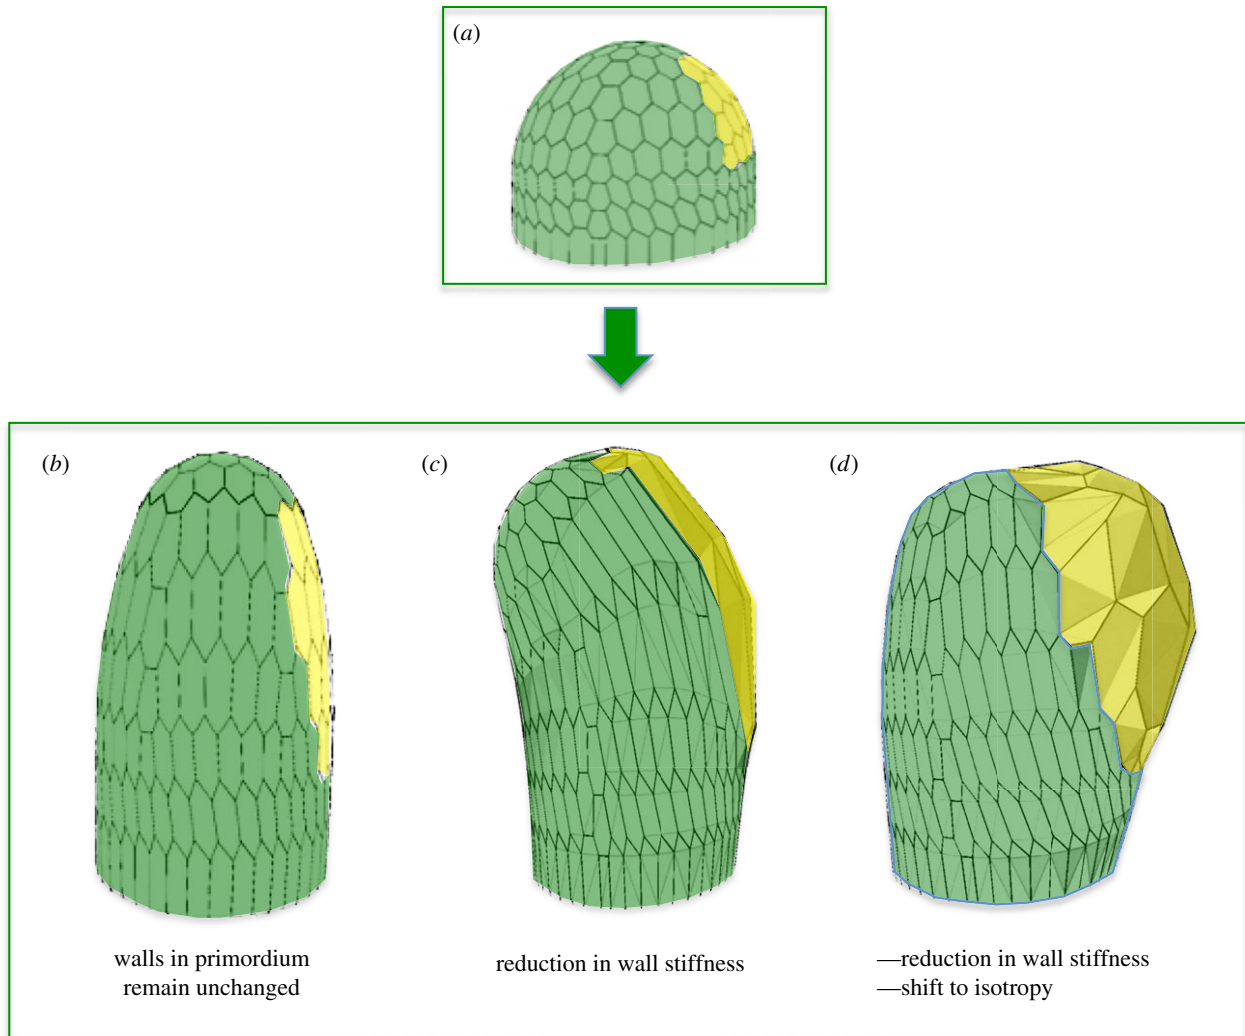 (a)
(b)
(c)
(d)
walls in primordium
remain unchanged
reduction in wall stiffness
—reduction in wall stiffness
—shift to isotropy